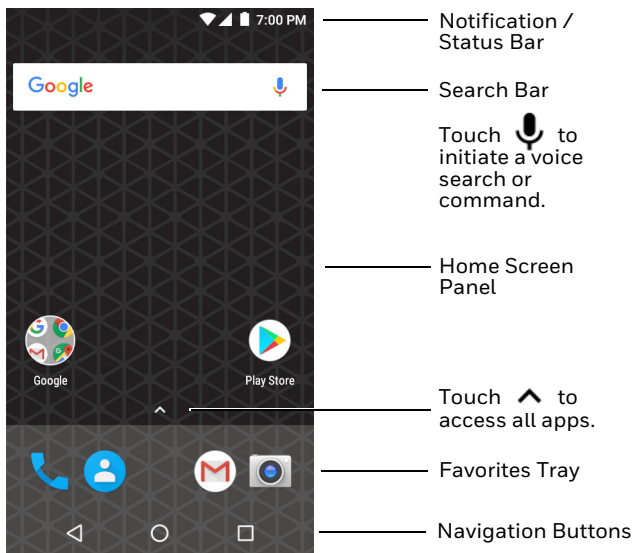 7:00 PM
Notification /
Status Bar
Google
Search Bar
Touch to
initiate a voice
search or
command.
Home Screen
Panel
Google
Play Store
Touch to
access all apps.
Favorites Tray
Navigation Buttons